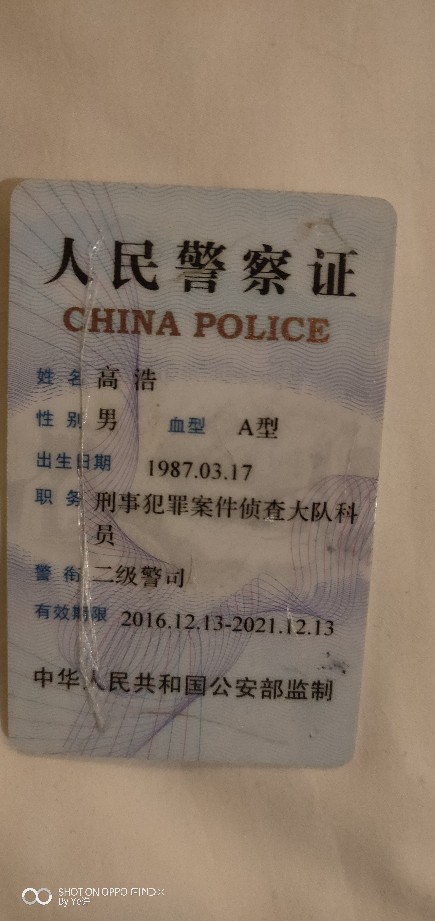 人民警察证
CHINA POLICE
姓 名 高 浩
性 别 男 血型 A型
出生日期 1987.03.17
职 务 刑事犯罪案件侦查大队科
员
警 衔 二级警司
有效期限 2016.12.13-2021.12.13
中华人民共和国公安部监制
SHOT ON OPPO FIND X
By